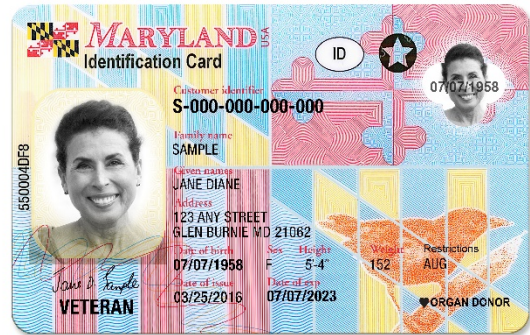 MARYLAND USA
Identification Card
ID
07/07/1958
Customer identifier
S-000-000-000-000
Family name
SAMPLE
Given names
JANE DIANE
Address
123 ANY STREET
GLEN BURNIE MD 21062
Date of birth Sex Height Weight Restrictions
07/07/1958 F 5'-4" 152 AUG
Date of issue Date of exp
03/25/2016 07/07/2023
550004DF8
Jane D. Sample
VETERAN
ORGAN DONOR